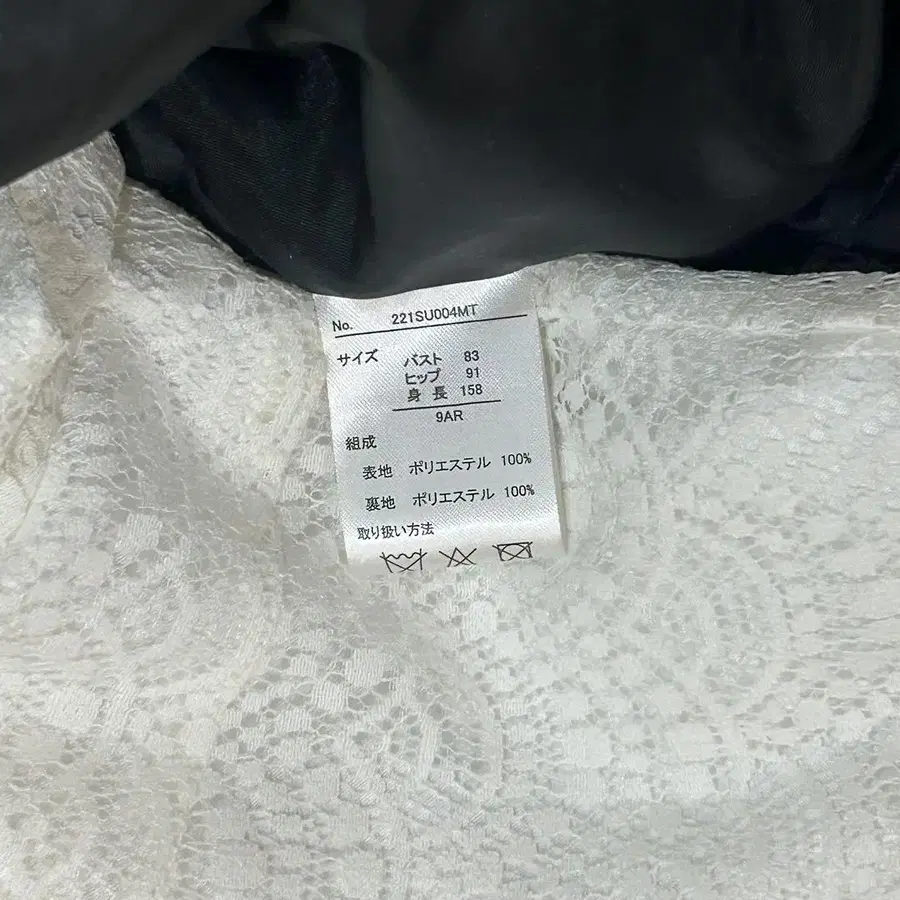 No. 221SU004MT
サイズ バスト 83
ヒップ 91
身長 158
9AR
組成
表地 ポリエステル 100%
裏地 ポリエステル 100%
取り扱い方法